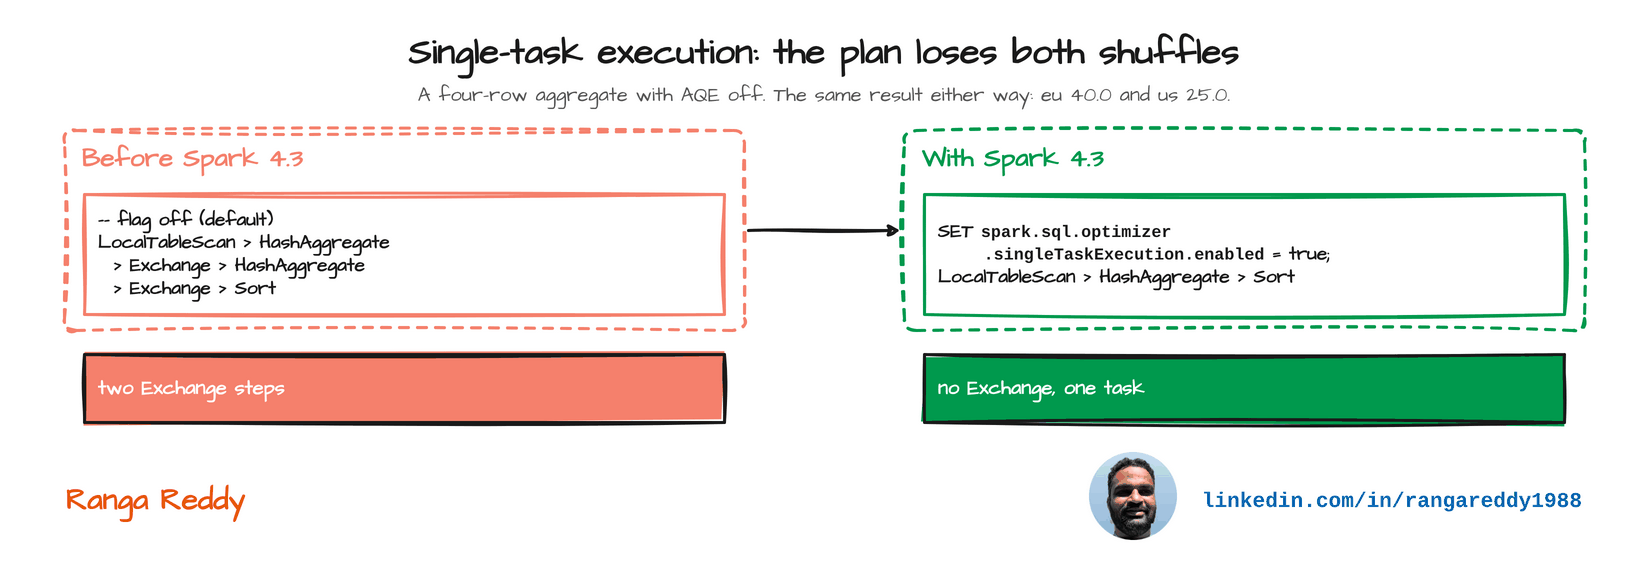 Single-task execution: the plan loses both shuffles
A four-row aggregate with AQE off. The same result either way: eu 40.0 and us 25.0.
Before Spark 4.3
-- flag off (default)
LocalTableScan > HashAggregate
> Exchange > HashAggregate
> Exchange > Sort
two Exchange steps
With Spark 4.3
SET spark.sql.optimizer
.singleTaskExecution.enabled = true;
LocalTableScan > HashAggregate > Sort
no Exchange, one task
Ranga Reddy
linkedin.com/in/rangareddy1988